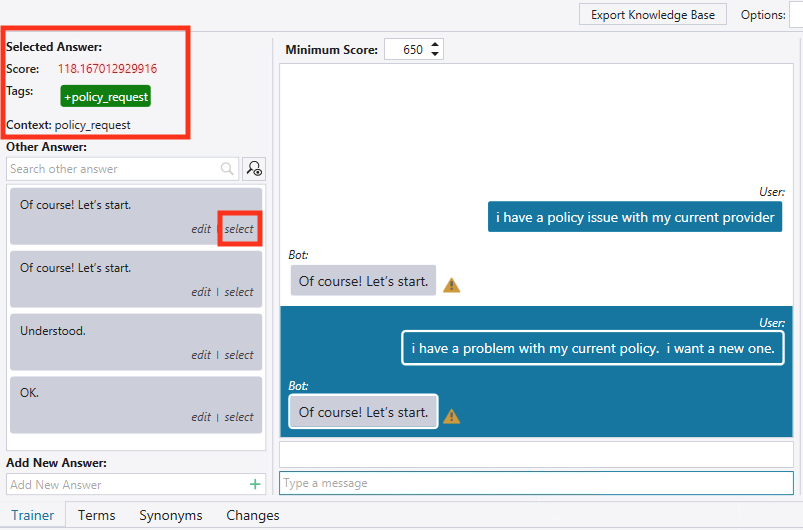 Export Knowledge Base Options:
Selected Answer:
Score: 118.167012929916
Tags: +policy_request
Context: policy_request
Other Answer:
Search other answer
Of course! Let's start.
edit | select
Of course! Let's start.
edit | select
Understood.
edit | select
OK.
edit | select
Add New Answer:
Add New Answer +
Minimum Score: 650
User:
i have a policy issue with my current provider
Bot:
Of course! Let's start.
User:
i have a problem with my current policy.  i want a new one.
Bot:
Of course! Let's start.
Type a message
Trainer Terms Synonyms Changes